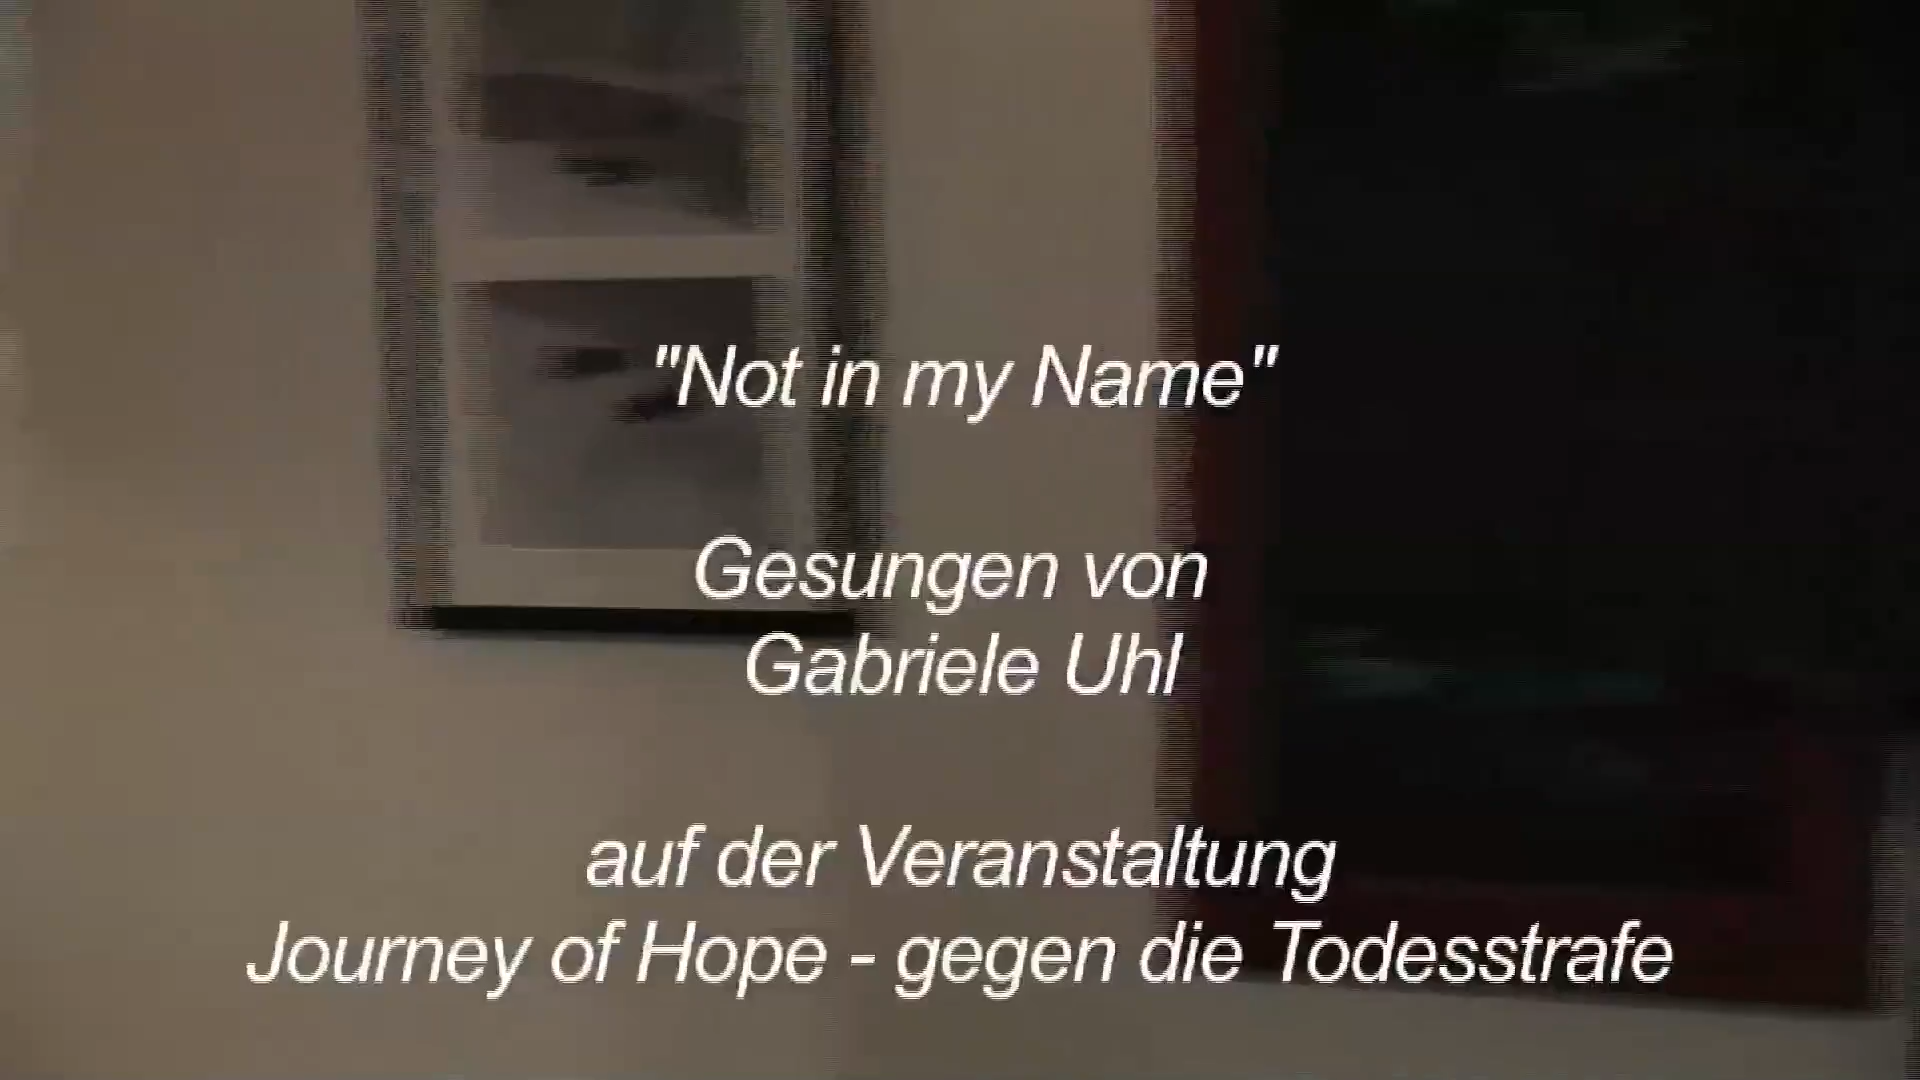 "Not in my Name"
Gesungen von
Gabriele Uhl
auf der Veranstaltung
Journey of Hope - gegen die Todesstrafe